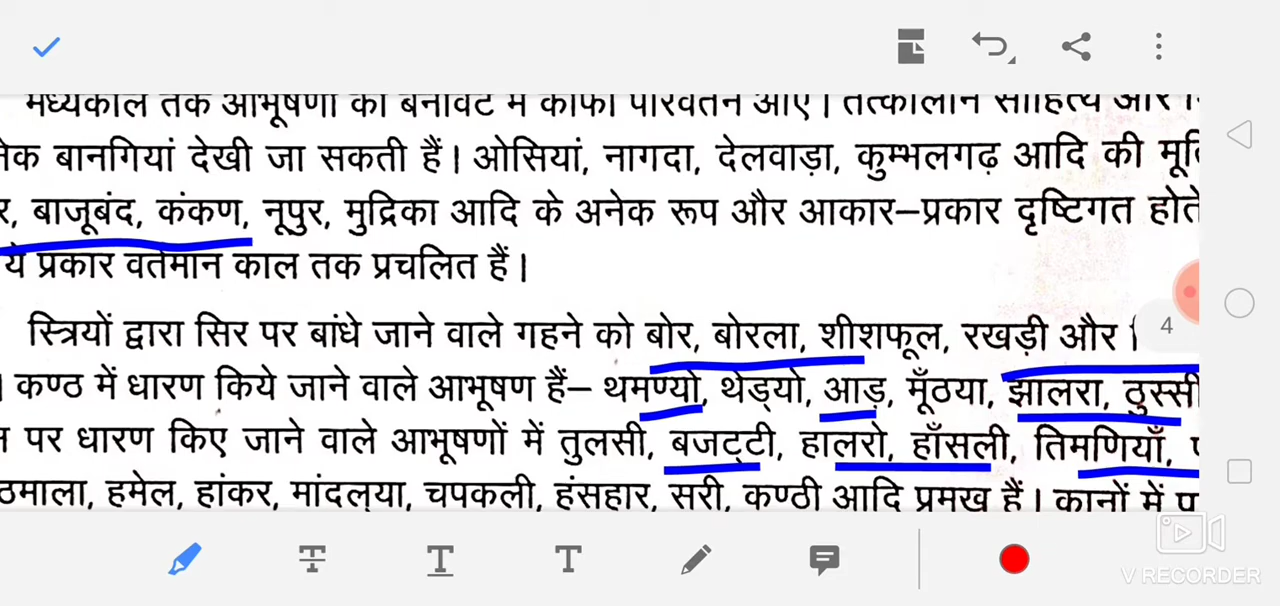 मध्यकाल तक आभूषणों की बनावट में काफी परिवर्तन आए। तत्कालीन साहित्य और
बानगियां देखी जा सकती हैं। ओसियां, नागदा, देलवाड़ा, कुम्भलगढ़ आदि की
बाजूबंद, कंकण, नूपुर, मुद्रिका आदि के अनेक रूप और आकार–प्रकार दृष्टिगत होते
ये प्रकार वर्तमान काल तक प्रचलित हैं।
स्त्रियों द्वारा सिर पर बांधे जाने वाले गहने को बोर, बोरला, शीशफूल, रखड़ी और
4
कण्ठ में धारण किये जाने वाले आभूषण हैं– थमण्यो, थेड्यो, आड़, मूँठया, झालरा, ठुस्सी
पर धारण किए जाने वाले आभूषणों में तुलसी, बजट्टी, हालरो, हाँसली, तिमणियाँ,
हमेल, हांकर, मांदल्या, चपकली, हंसहार, सरी, कण्ठी आदि प्रमुख हैं। कानों में
V RECORDER